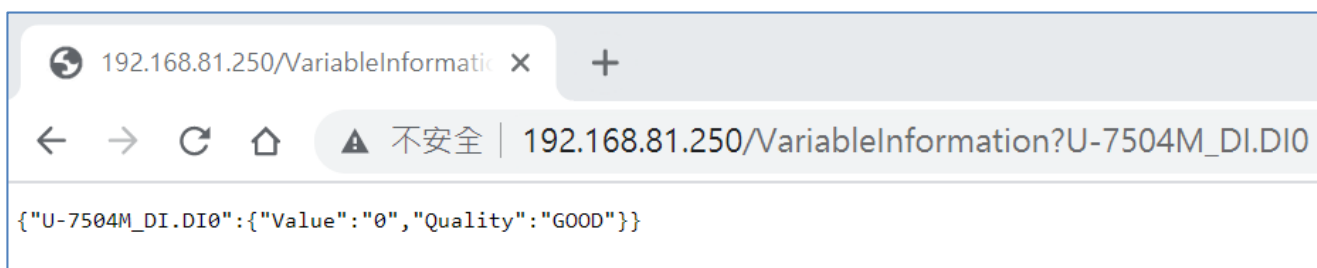 192.168.81.250/VariableInformatic
不安全 | 192.168.81.250/VariableInformation?U-7504M_DI.DI0
{"U-7504M_DI.DI0":{"Value":"0","Quality":"GOOD"}}